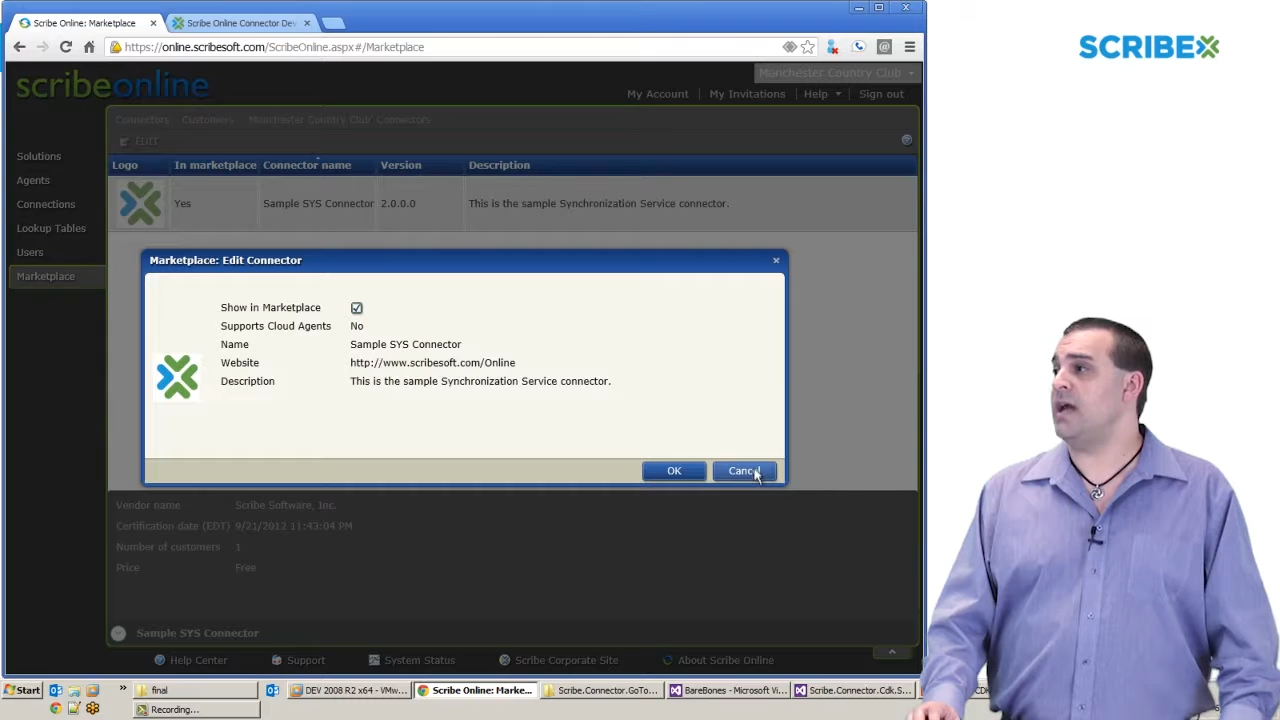 Scribe Online: Marketplace
Scribe Online Connector Dev
https://online.scribesoft.com/ScribeOnline.aspx#/Marketplace
SCRIBE
scribeonline
Manchester Country Club
My Account | My Invitations | Help | Sign out
Connectors Customers Manchester Country Club' Connectors
EDIT
Logo In marketplace Connector name Version Description
Yes Sample SYS Connector 2.0.0.0 This is the sample Synchronization Service connector.
Solutions
Agents
Connections
Lookup Tables
Users
Marketplace
Marketplace: Edit Connector
Show in Marketplace
Supports Cloud Agents No
Name Sample SYS Connector
Website http://www.scribesoft.com/Online
Description This is the sample Synchronization Service connector.
OK Cancel
Vendor name Scribe Software, Inc.
Certification date (EDT) 9/21/2012 11:43:04 PM
Number of customers 1
Price Free
Sample SYS Connector
Help Center Support System Status Scribe Corporate Site About Scribe Online
Start » final DEV 2008 R2 x64 - VMw... Scribe Online: Marke... Scribe.Connector.GoTo... BareBones - Microsoft Vi... Scribe.Connector.Cdk.S...
Recording...